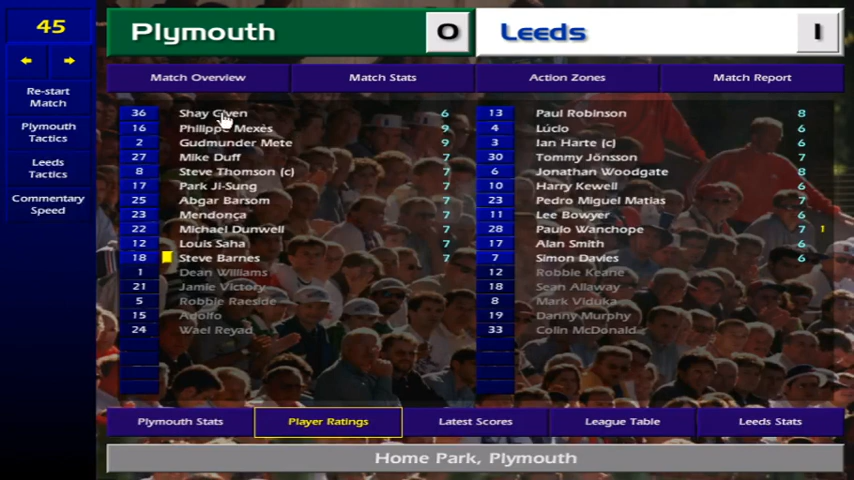 45
Plymouth 0 Leeds 1
Match Overview Match Stats Action Zones Match Report
Re-start Match
Plymouth Tactics
Leeds Tactics
Commentary Speed
36 Shay Given 6 13 Paul Robinson 8
16 Philippe Mexès 9 4 Lúcio 6
2 Gudmunder Mete 9 3 Ian Harte (c) 6
27 Mike Duff 7 30 Tommy Jönsson 7
8 Steve Thomson (c) 7 6 Jonathan Woodgate 8
17 Park Ji-Sung 7 10 Harry Kewell 6
25 Abgar Barsom 7 23 Pedro Miguel Matias 7
23 Mendonça 7 11 Lee Bowyer 6
22 Michael Dunwell 7 28 Paulo Wanchope 7 1
12 Louis Saha 7 17 Alan Smith 6
18 Steve Barnes 7 7 Simon Davies 6
1 Dean Williams 12 Robbie Keane
21 Jamie Victory 18 Sean Allaway
5 Robbie Raeside 8 Mark Viduka
15 Adolfo 19 Danny Murphy
24 Wael Reyad 33 Colin McDonald
Plymouth Stats Player Ratings Latest Scores League Table Leeds Stats
Home Park, Plymouth